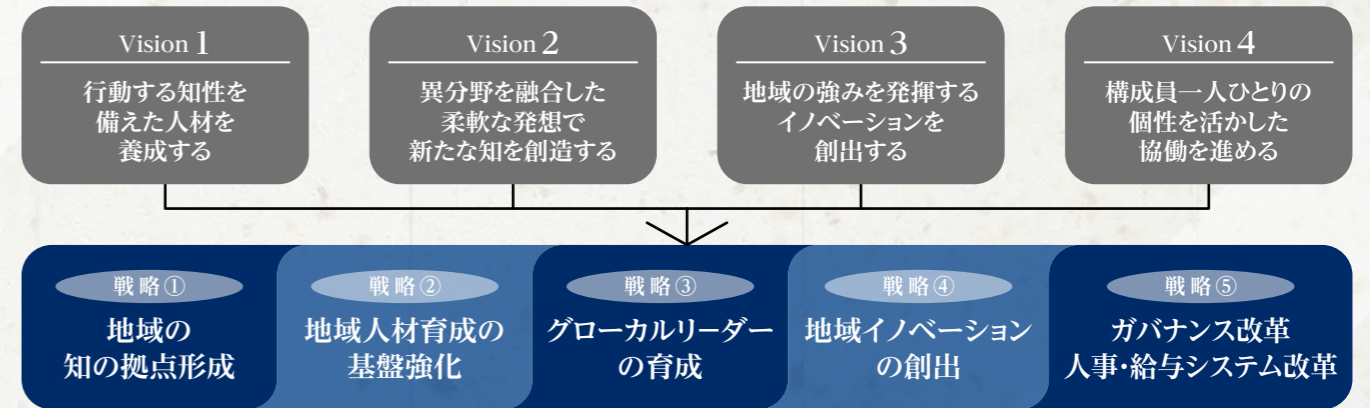 Vision 1
行動する知性を
備えた人材を
養成する
Vision 2
異分野を融合した
柔軟な発想で
新たな知を創造する
Vision 3
地域の強みを発揮する
イノベーションを
創出する
Vision 4
構成員一人ひとりの
個性を活かした
協働を進める
戦略①
地域の
知の拠点形成
戦略②
地域人材育成の
基盤強化
戦略③
グローカルリーダー
の育成
戦略④
地域イノベーション
の創出
戦略⑤
ガバナンス改革
人事・給与システム改革